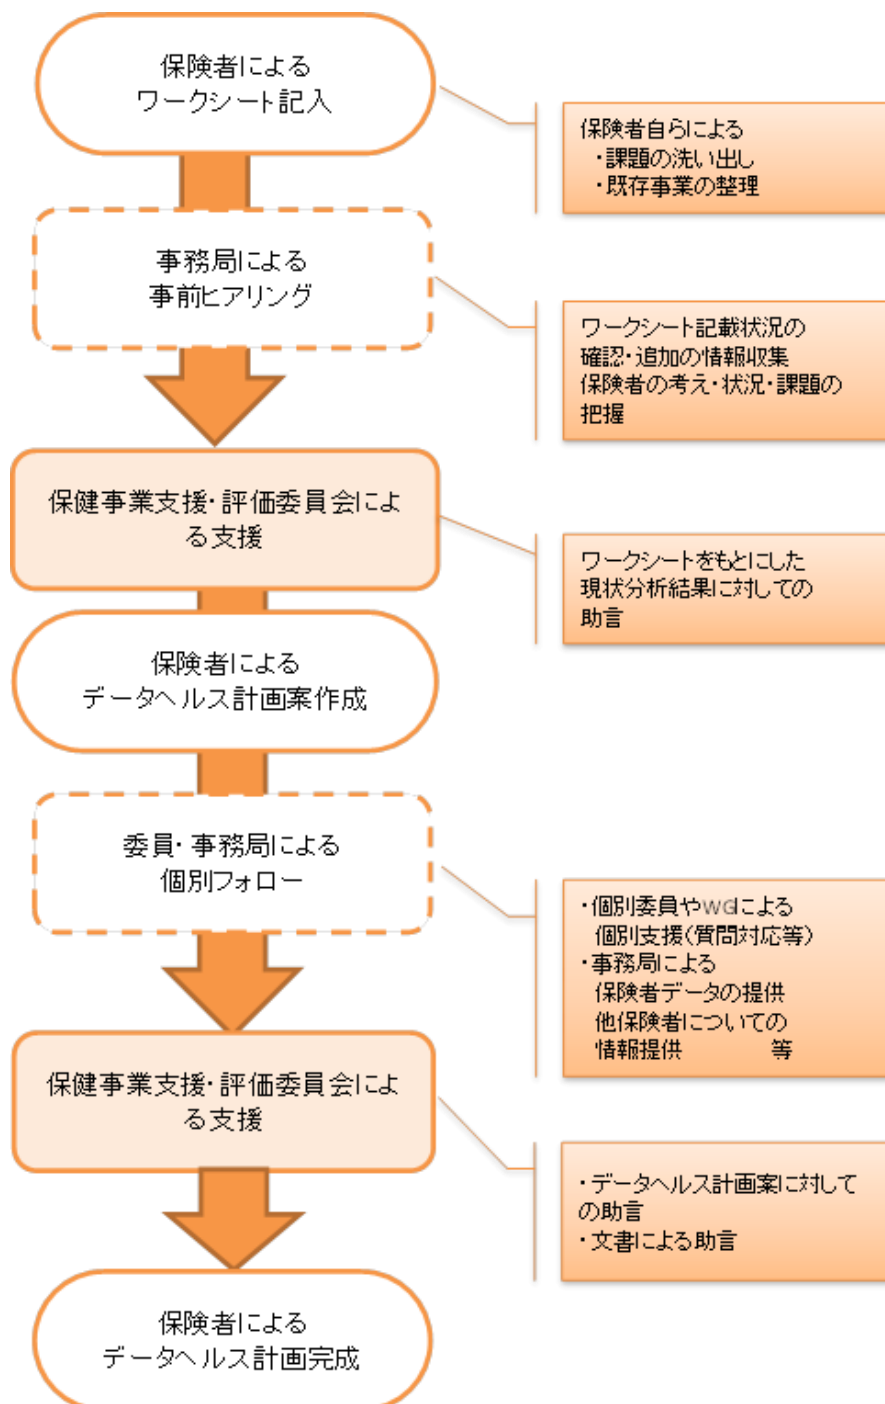 保険者による
ワークシート記入
保険者自らによる
・課題の洗い出し
・既存事業の整理
事務局による
事前ヒアリング
ワークシート記載状況の
確認・追加の情報収集
保険者の考え・状況・課題の
把握
保健事業支援・評価委員会によ
る支援
ワークシートをもとにした
現状分析結果に対しての
助言
保険者による
データヘルス計画案作成
委員・事務局による
個別フォロー
・個別委員やWGによる
個別支援(質問対応等)
・事務局による
保険者データの提供
他保険者についての
情報提供　　　等
保健事業支援・評価委員会によ
る支援
・データヘルス計画案に対して
の助言
・文書による助言
保険者による
データヘルス計画完成